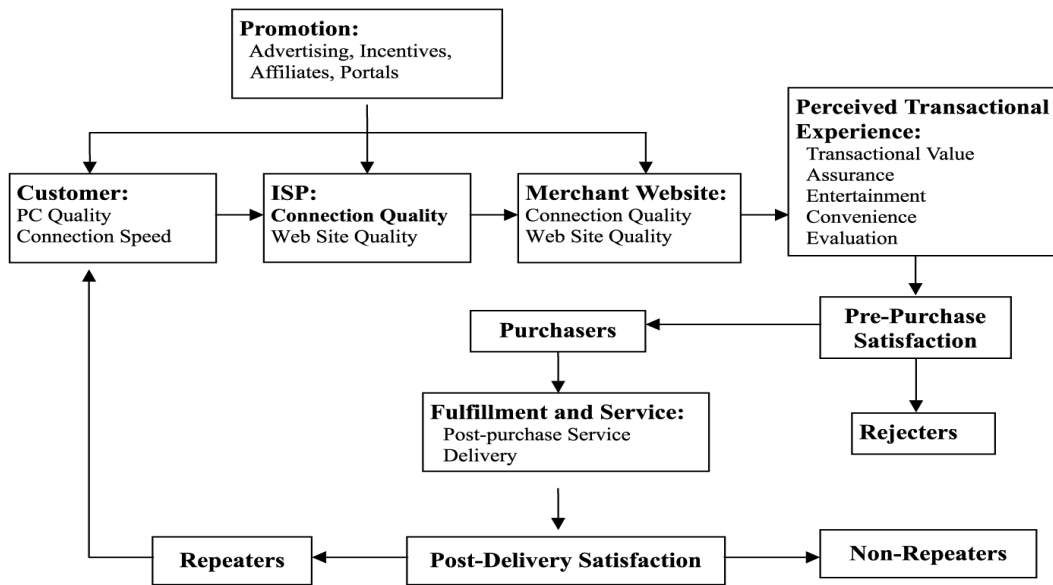 Promotion:
Advertising, Incentives,
Affiliates, Portals
Perceived Transactional
Experience:
Transactional Value
Assurance
Entertainment
Convenience
Evaluation
Customer:
PC Quality
Connection Speed
ISP:
Connection Quality
Web Site Quality
Merchant Website:
Connection Quality
Web Site Quality
Purchasers
Pre-Purchase
Satisfaction
Fulfillment and Service:
Post-purchase Service
Delivery
Rejecters
Repeaters
Post-Delivery Satisfaction
Non-Repeaters